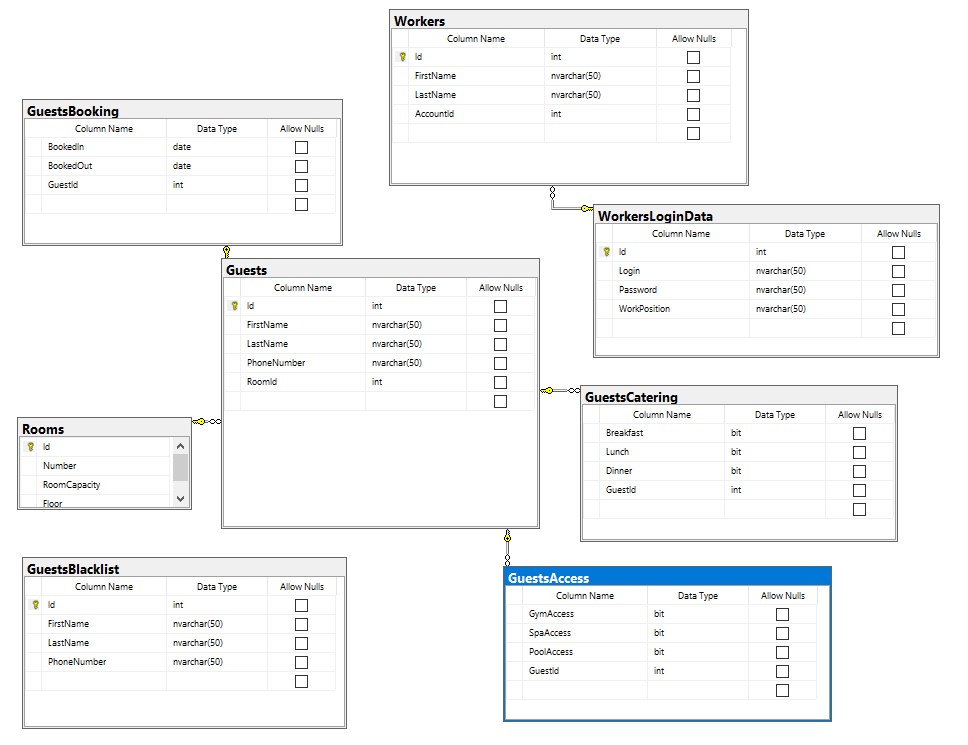 Workers
Column Name Data Type Allow Nulls
Id int
FirstName nvarchar(50)
LastName nvarchar(50)
AccountId int
GuestsBooking
Column Name Data Type Allow Nulls
BookedIn date
BookedOut date
GuestId int
WorkersLoginData
Column Name Data Type Allow Nulls
Id int
Login nvarchar(50)
Password nvarchar(50)
WorkPosition nvarchar(50)
Guests
Column Name Data Type Allow Nulls
Id int
FirstName nvarchar(50)
LastName nvarchar(50)
PhoneNumber nvarchar(50)
RoomId int
GuestsCatering
Column Name Data Type Allow Nulls
Breakfast bit
Lunch bit
Dinner bit
GuestId int
Rooms
Id
Number
RoomCapacity
Floor
GuestsBlacklist
Column Name Data Type Allow Nulls
Id int
FirstName nvarchar(50)
LastName nvarchar(50)
PhoneNumber nvarchar(50)
GuestsAccess
Column Name Data Type Allow Nulls
GymAccess bit
SpaAccess bit
PoolAccess bit
GuestId int